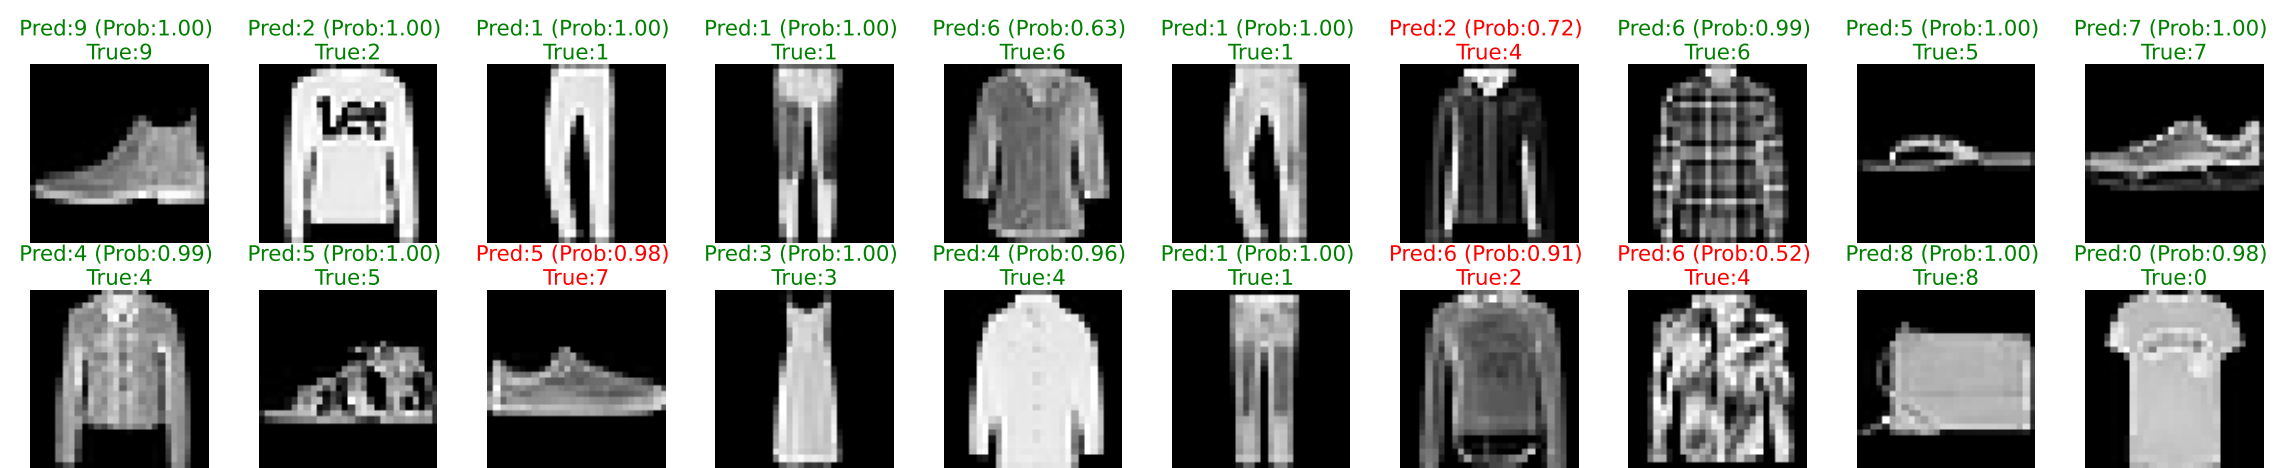 Pred:9 (Prob:1.00)
True:9
Pred:2 (Prob:1.00)
True:2
Pred:1 (Prob:1.00)
True:1
Pred:1 (Prob:1.00)
True:1
Pred:6 (Prob:0.63)
True:6
Pred:1 (Prob:1.00)
True:1
Pred:2 (Prob:0.72)
True:4
Pred:6 (Prob:0.99)
True:6
Pred:5 (Prob:1.00)
True:5
Pred:7 (Prob:1.00)
True:7
Lee
Pred:4 (Prob:0.99)
True:4
Pred:5 (Prob:1.00)
True:5
Pred:5 (Prob:0.98)
True:7
Pred:3 (Prob:1.00)
True:3
Pred:4 (Prob:0.96)
True:4
Pred:1 (Prob:1.00)
True:1
Pred:6 (Prob:0.91)
True:2
Pred:6 (Prob:0.52)
True:4
Pred:8 (Prob:1.00)
True:8
Pred:0 (Prob:0.98)
True:0